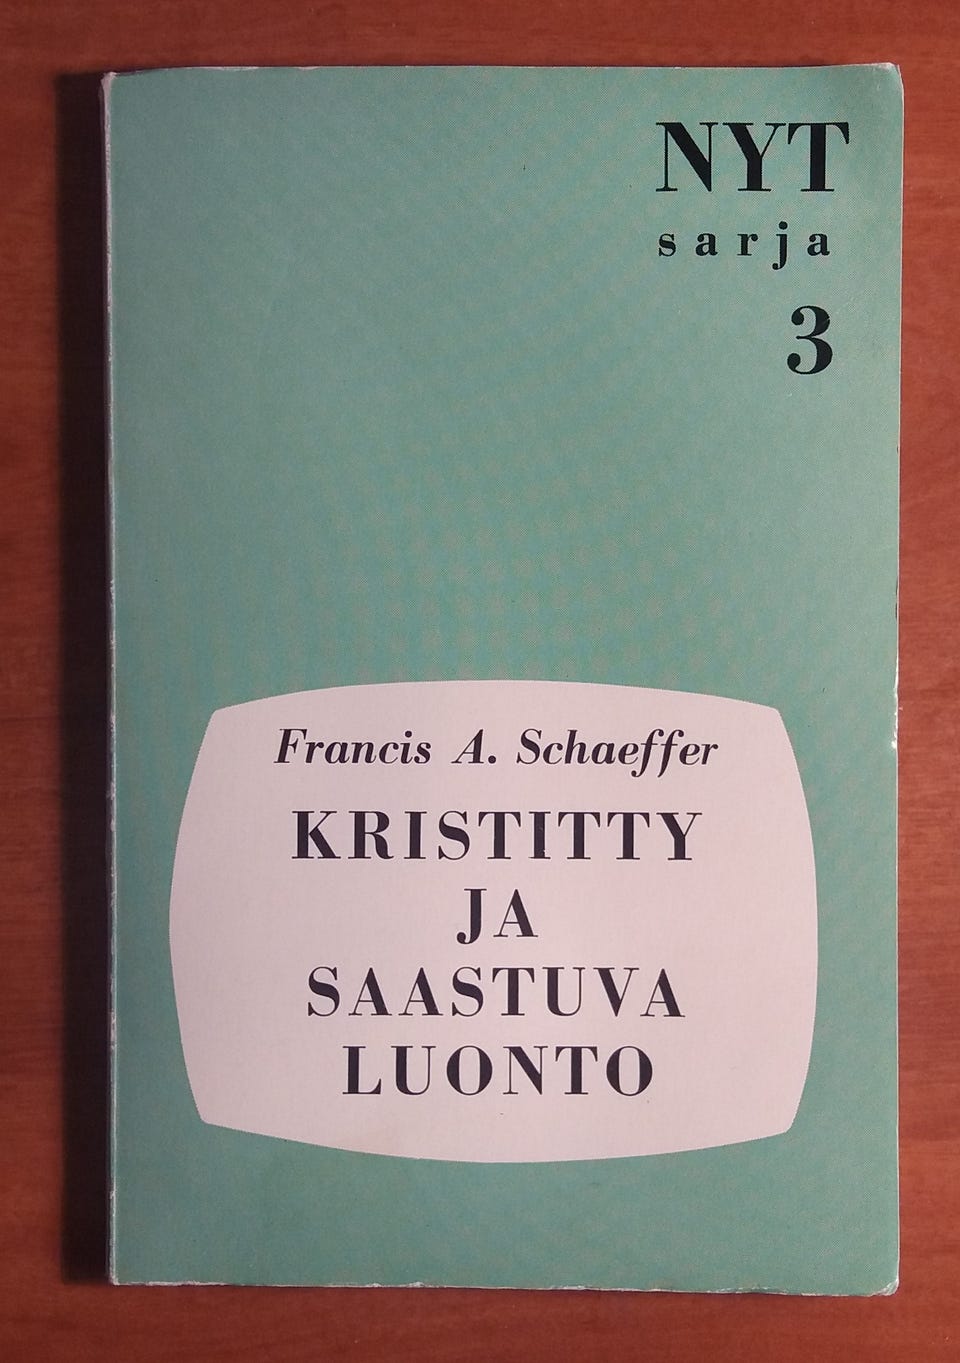 NYT
sarja
3
Francis A. Schaeffer
KRISTITTY
JA
SAASTUVA
LUONTO